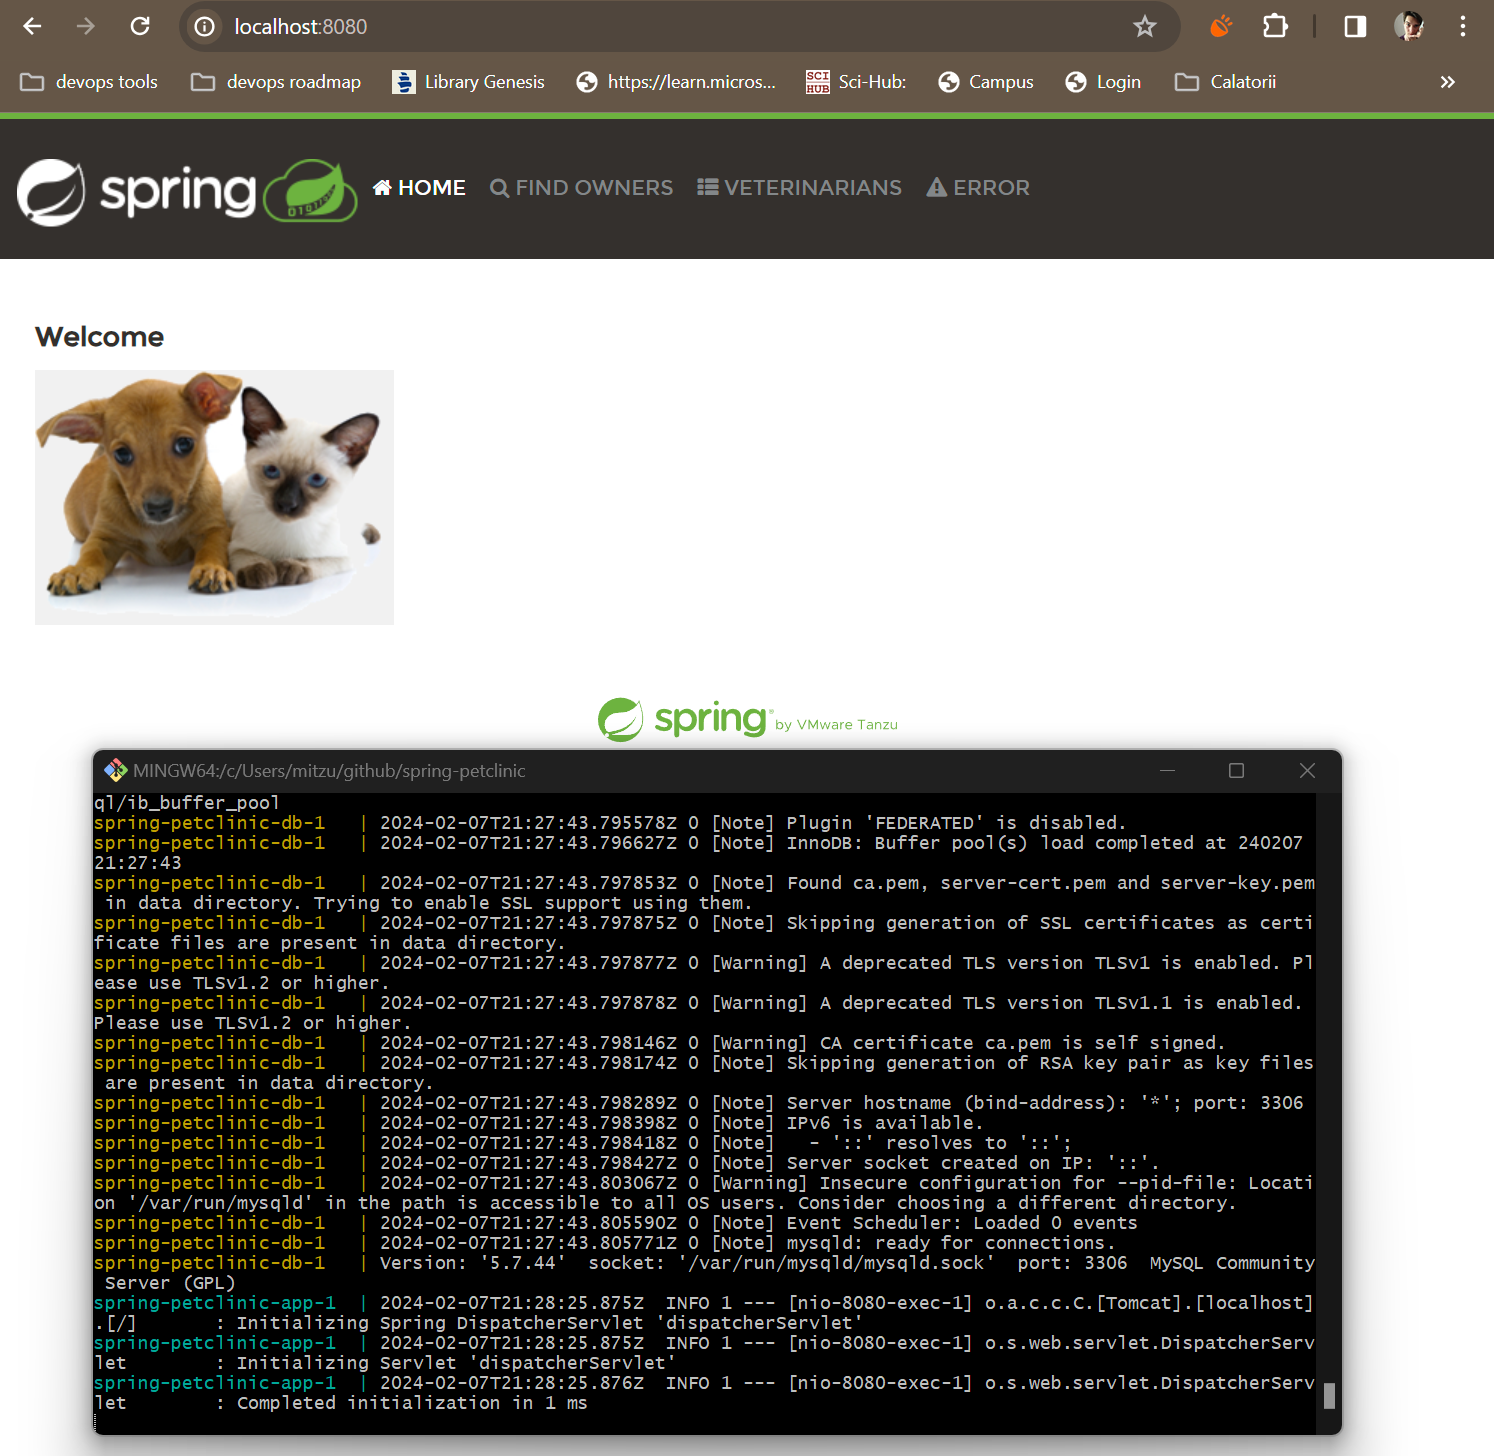 localhost:8080
devops tools devops roadmap Library Genesis https://learn.micros... SCI HUB Sci-Hub: Campus Login Calatorii »
spring HOME FIND OWNERS VETERINARIANS ERROR
Welcome
spring® by VMware Tanzu
MINGW64:/c/Users/mitzu/github/spring-petclinic
ql/ib_buffer_pool
spring-petclinic-db-1   | 2024-02-07T21:27:43.795578Z 0 [Note] Plugin 'FEDERATED' is disabled.
spring-petclinic-db-1   | 2024-02-07T21:27:43.796627Z 0 [Note] InnoDB: Buffer pool(s) load completed at 240207
21:27:43
spring-petclinic-db-1   | 2024-02-07T21:27:43.797853Z 0 [Note] Found ca.pem, server-cert.pem and server-key.pem
 in data directory. Trying to enable SSL support using them.
spring-petclinic-db-1   | 2024-02-07T21:27:43.797875Z 0 [Note] Skipping generation of SSL certificates as certi
ficate files are present in data directory.
spring-petclinic-db-1   | 2024-02-07T21:27:43.797877Z 0 [Warning] A deprecated TLS version TLSv1 is enabled. Pl
ease use TLSv1.2 or higher.
spring-petclinic-db-1   | 2024-02-07T21:27:43.797878Z 0 [Warning] A deprecated TLS version TLSv1.1 is enabled.
Please use TLSv1.2 or higher.
spring-petclinic-db-1   | 2024-02-07T21:27:43.798146Z 0 [Warning] CA certificate ca.pem is self signed.
spring-petclinic-db-1   | 2024-02-07T21:27:43.798174Z 0 [Note] Skipping generation of RSA key pair as key files
 are present in data directory.
spring-petclinic-db-1   | 2024-02-07T21:27:43.798289Z 0 [Note] Server hostname (bind-address): '*'; port: 3306
spring-petclinic-db-1   | 2024-02-07T21:27:43.798398Z 0 [Note] IPv6 is available.
spring-petclinic-db-1   | 2024-02-07T21:27:43.798418Z 0 [Note]   - '::' resolves to '::';
spring-petclinic-db-1   | 2024-02-07T21:27:43.798427Z 0 [Note] Server socket created on IP: '::'.
spring-petclinic-db-1   | 2024-02-07T21:27:43.803067Z 0 [Warning] Insecure configuration for --pid-file: Locati
on '/var/run/mysqld' in the path is accessible to all OS users. Consider choosing a different directory.
spring-petclinic-db-1   | 2024-02-07T21:27:43.805590Z 0 [Note] Event Scheduler: Loaded 0 events
spring-petclinic-db-1   | 2024-02-07T21:27:43.805771Z 0 [Note] mysqld: ready for connections.
spring-petclinic-db-1   | Version: '5.7.44'  socket: '/var/run/mysqld/mysqld.sock'  port: 3306  MySQL Community
 Server (GPL)
spring-petclinic-app-1  | 2024-02-07T21:28:25.875Z  INFO 1 --- [nio-8080-exec-1] o.a.c.c.C.[Tomcat].[localhost]
.[/]       : Initializing Spring DispatcherServlet 'dispatcherServlet'
spring-petclinic-app-1  | 2024-02-07T21:28:25.875Z  INFO 1 --- [nio-8080-exec-1] o.s.web.servlet.DispatcherServ
let        : Initializing Servlet 'dispatcherServlet'
spring-petclinic-app-1  | 2024-02-07T21:28:25.876Z  INFO 1 --- [nio-8080-exec-1] o.s.web.servlet.DispatcherServ
let        : Completed initialization in 1 ms